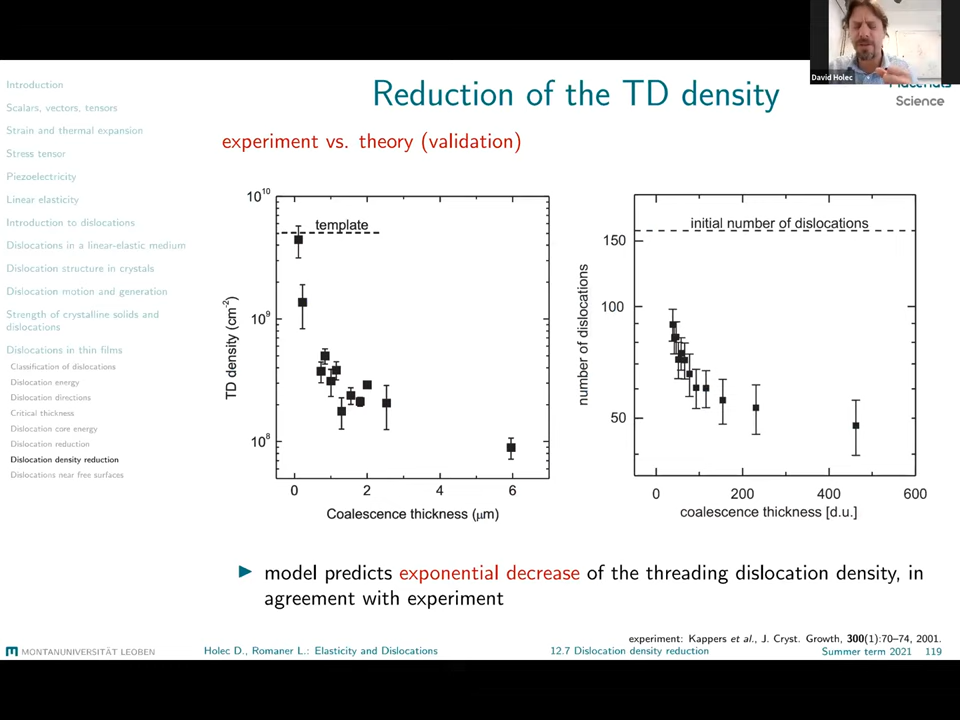 David Holec
Materials
Science
Introduction
Scalars, vectors, tensors
Strain and thermal expansion
Stress tensor
Piezoelectricity
Linear elasticity
Introduction to dislocations
Dislocations in a linear-elastic medium
Dislocation structure in crystals
Dislocation motion and generation
Strength of crystalline solids and
dislocations
Dislocations in thin films
Classification of dislocations
Dislocation energy
Dislocation directions
Critical thickness
Dislocation core energy
Dislocation reduction
Dislocation density reduction
Dislocations near free surfaces
Reduction of the TD density
experiment vs. theory (validation)
10¹⁰
10⁹
10⁸
TD density (cm⁻²)
template
0 2 4 6
Coalescence thickness (μm)
150
100
50
number of dislocations
initial number of dislocations
0 200 400 600
coalescence thickness [d.u.]
► model predicts exponential decrease of the threading dislocation density, in
agreement with experiment
experiment: Kappers et al., J. Cryst. Growth, 300(1):70–74, 2001.
MONTANUNIVERSITÄT LEOBEN
Holec D., Romaner L.: Elasticity and Dislocations
12.7 Dislocation density reduction
Summer term 2021 119